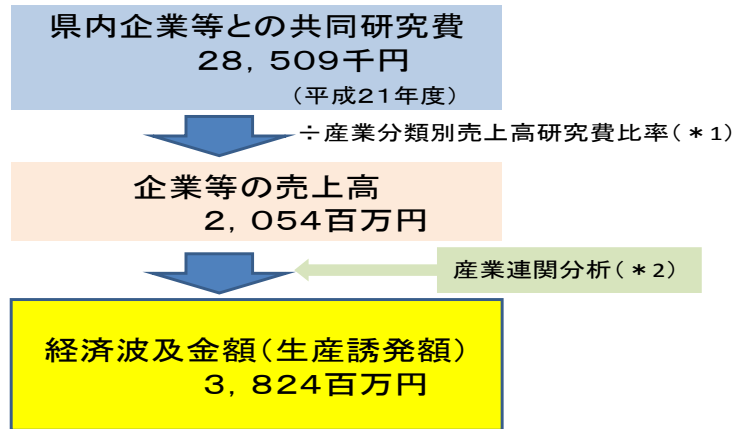 県内企業等との共同研究費
28，509千円
（平成21年度）
÷産業分類別売上高研究費比率（＊1）
企業等の売上高
2，054百万円
産業連関分析（＊2）
経済波及金額（生産誘発額）
3，824百万円